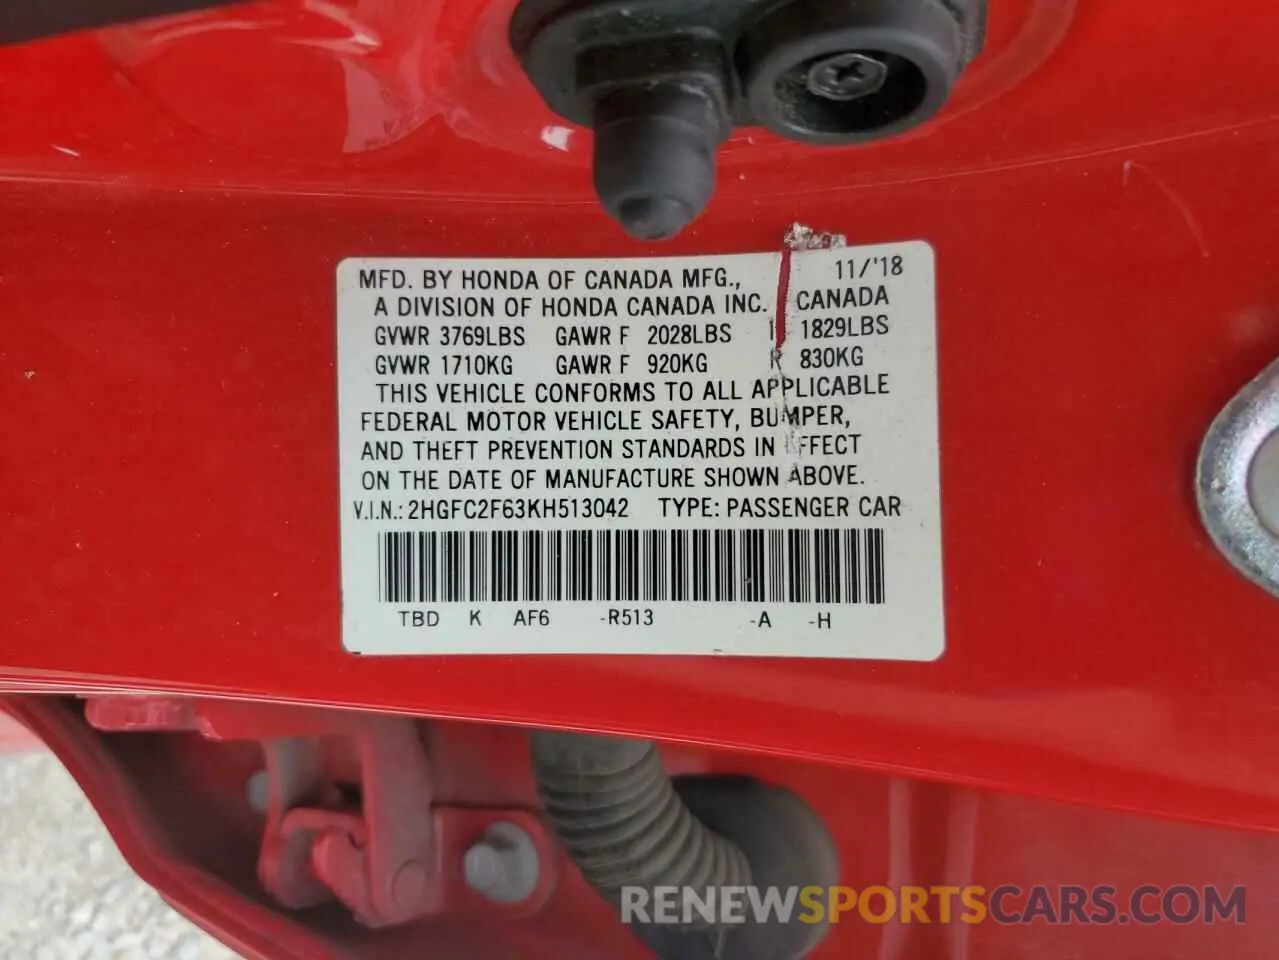 MFD. BY HONDA OF CANADA MFG., 11/'18
A DIVISION OF HONDA CANADA INC. CANADA
GVWR 3769LBS GAWR F 2028LBS 1829LBS
GVWR 1710KG GAWR F 920KG R 830KG
THIS VEHICLE CONFORMS TO ALL APPLICABLE
FEDERAL MOTOR VEHICLE SAFETY, BUMPER,
AND THEFT PREVENTION STANDARDS IN EFFECT
ON THE DATE OF MANUFACTURE SHOWN ABOVE.
V.I.N.: 2HGFC2F63KH513042 TYPE: PASSENGER CAR
TBD K AF6 -R513 -A -H
RENEWSPORTSCARS.COM